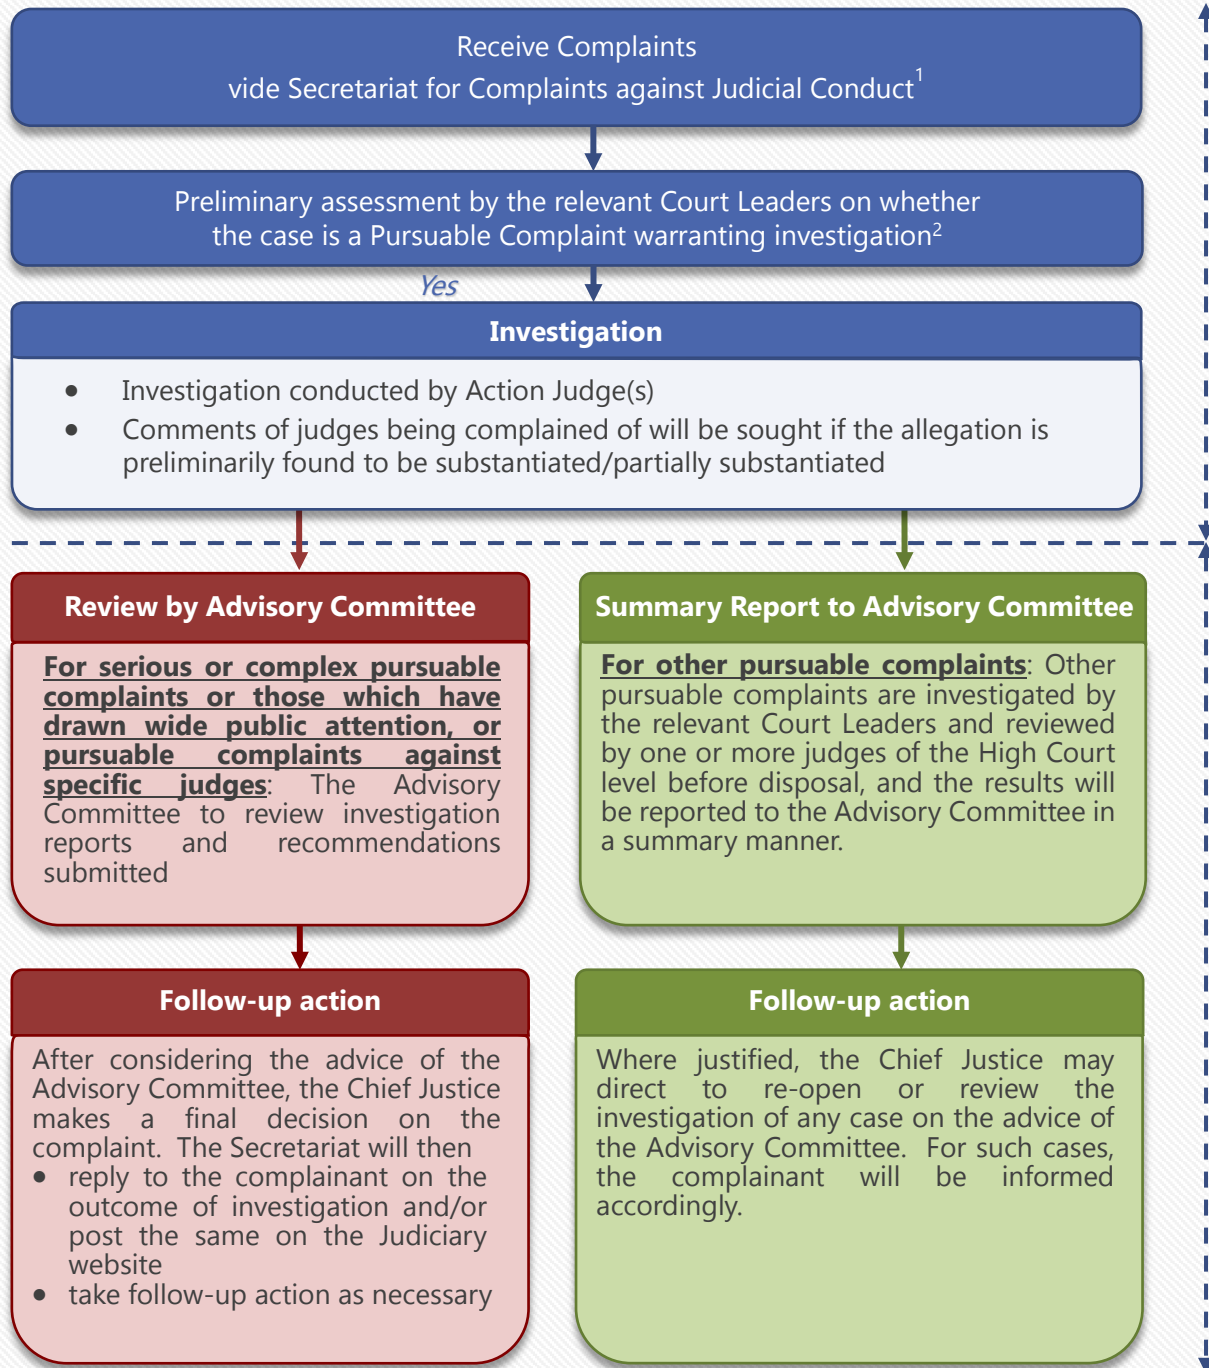 Receive Complaints
vide Secretariat for Complaints against Judicial Conduct1
Preliminary assessment by the relevant Court Leaders on whether
the case is a Pursuable Complaint warranting investigation2
Yes
Investigation
• Investigation conducted by Action Judge(s)
• Comments of judges being complained of will be sought if the allegation is
preliminarily found to be substantiated/partially substantiated
Review by Advisory Committee
For serious or complex pursuable
complaints or those which have
drawn wide public attention, or
pursuable complaints against
specific judges: The Advisory
Committee to review investigation
reports and recommendations
submitted
Summary Report to Advisory Committee
For other pursuable complaints: Other
pursuable complaints are investigated by
the relevant Court Leaders and reviewed
by one or more judges of the High Court
level before disposal, and the results will
be reported to the Advisory Committee in
a summary manner.
Follow-up action
After considering the advice of the
Advisory Committee, the Chief Justice
makes a final decision on the
complaint. The Secretariat will then
• reply to the complainant on the
outcome of investigation and/or
post the same on the Judiciary
website
• take follow-up action as necessary
Follow-up action
Where justified, the Chief Justice may
direct to re-open or review the
investigation of any case on the advice of
the Advisory Committee. For such cases,
the complainant will be informed
accordingly.